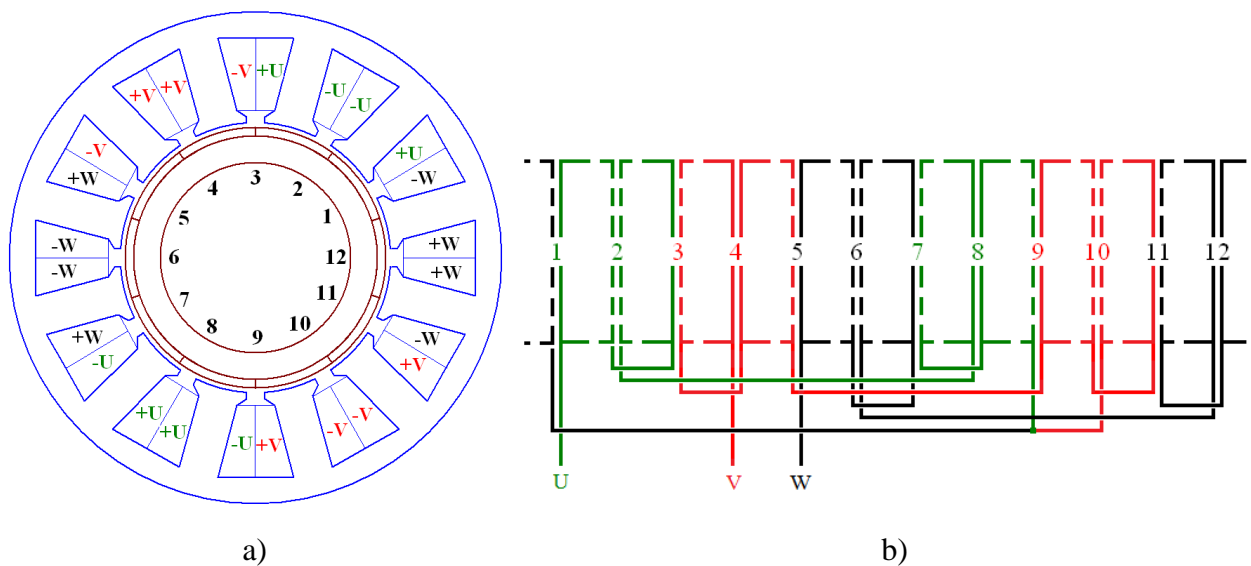 -V +U
+V +V
-U -U
-V +W
+U -W
4 3 2
5 1
-W -W
6 12
+W +W
7 11
8 9 10
+W -U
-W +V
+U +U
-U +V
-V -V
1 2 3 4 5 6 7 8 9 10 11 12
U V W
a) b)